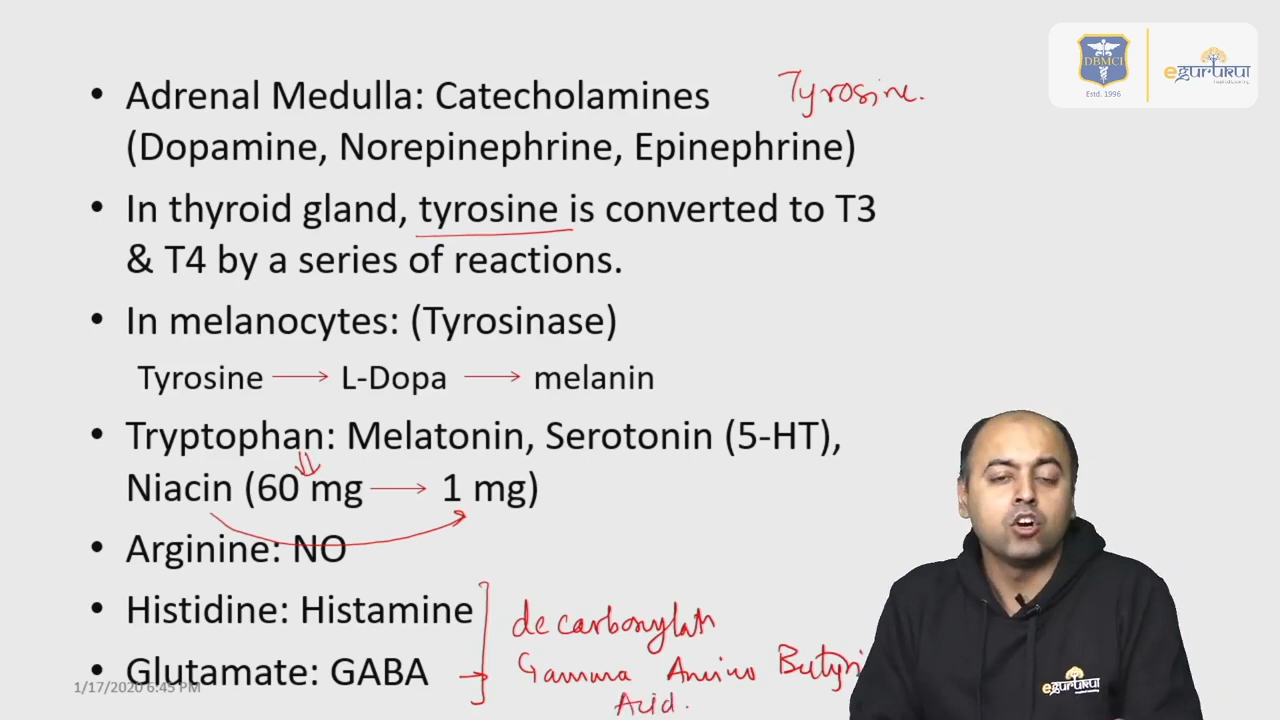 DBMCI
Estd. 1996
egurukul
• Adrenal Medulla: Catecholamines
Tyrosine.
(Dopamine, Norepinephrine, Epinephrine)
• In thyroid gland, tyrosine is converted to T3
& T4 by a series of reactions.
• In melanocytes: (Tyrosinase)
Tyrosine → L-Dopa → melanin
• Tryptophan: Melatonin, Serotonin (5-HT),
Niacin (60 mg → 1 mg)
• Arginine: NO
• Histidine: Histamine
decarboxylatn
• Glutamate: GABA
Gamma Amino Butyri
Acid.
1/17/2020 6:45 PM
egurukul